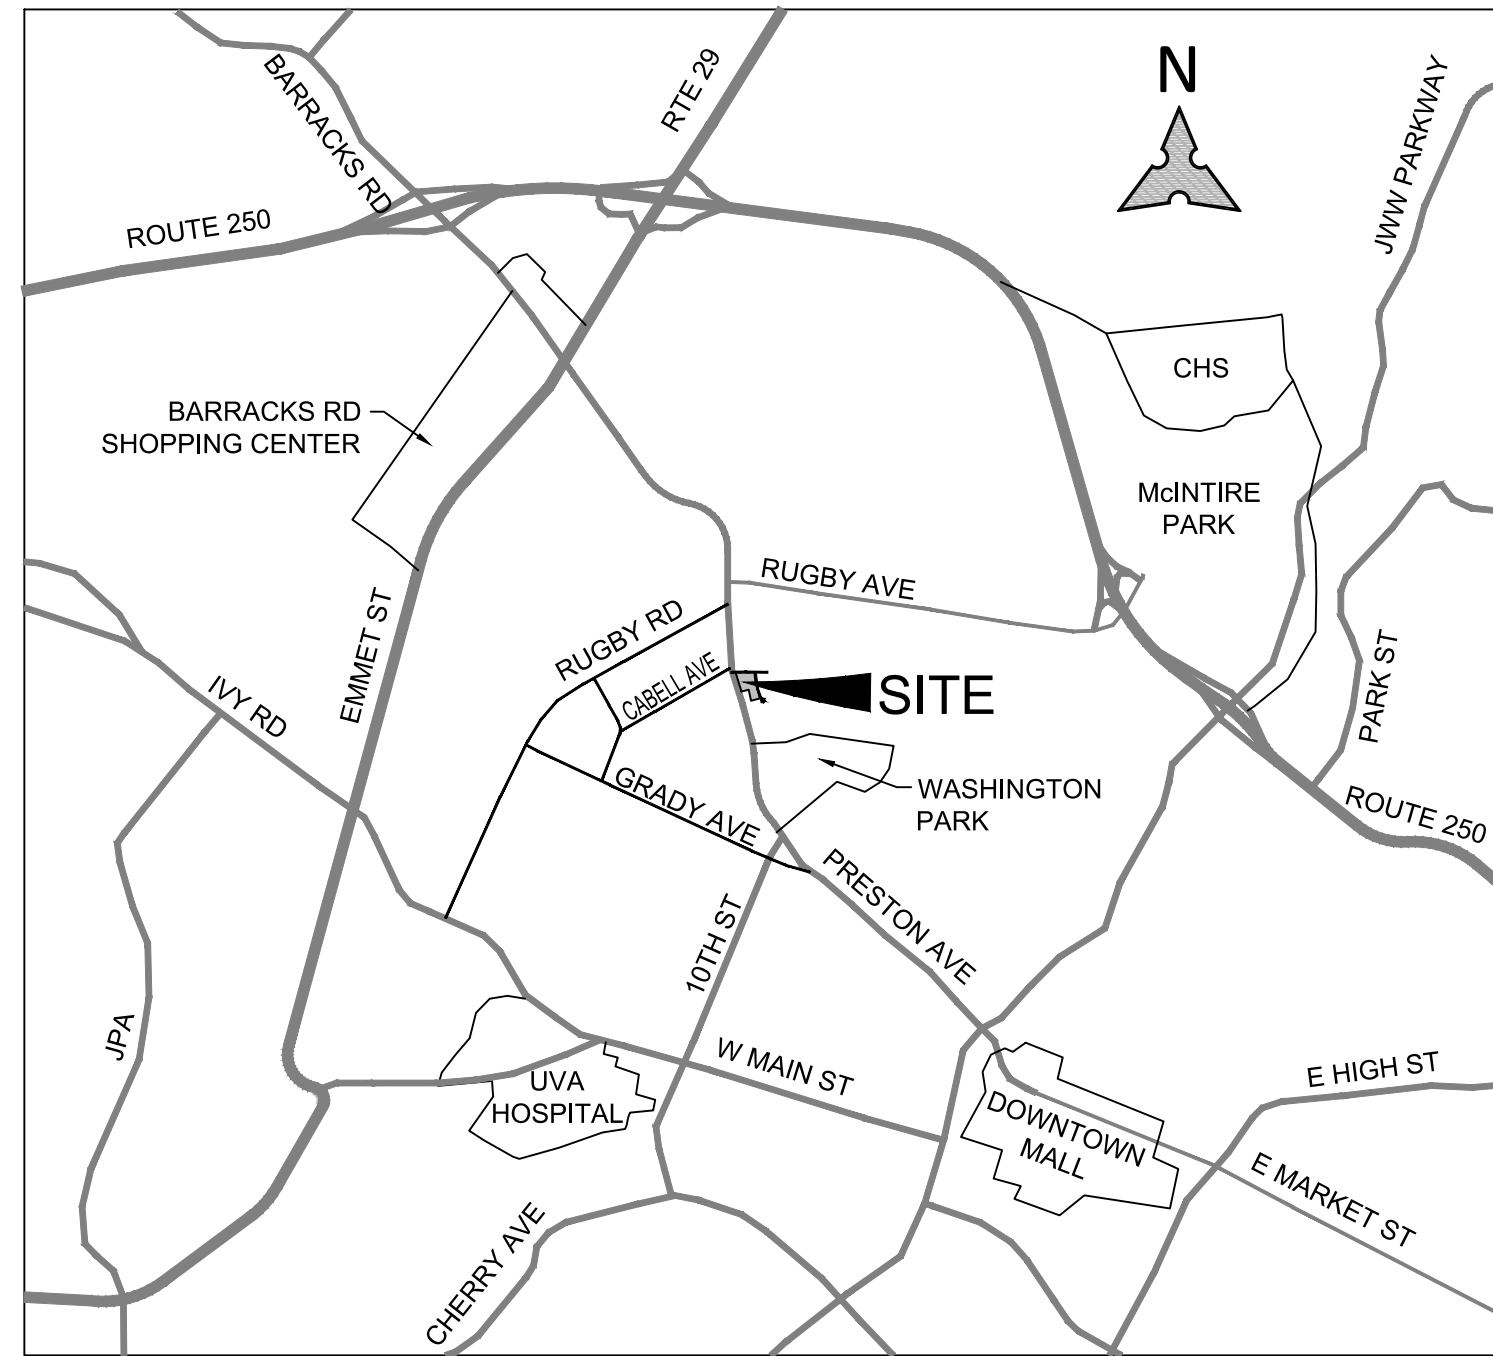 N
RTE 29
BARRACKS RD
JWW PARKWAY
ROUTE 250
CHS
BARRACKS RD
SHOPPING CENTER
McINTIRE
PARK
RUGBY AVE
RUGBY RD
EMMET ST
CABELL AVE
SITE
IVY RD
PARK ST
GRADY AVE
WASHINGTON
PARK
ROUTE 250
PRESTON AVE
10TH ST
JPA
W MAIN ST
E HIGH ST
UVA
HOSPITAL
DOWNTOWN
MALL
E MARKET ST
CHERRY AVE